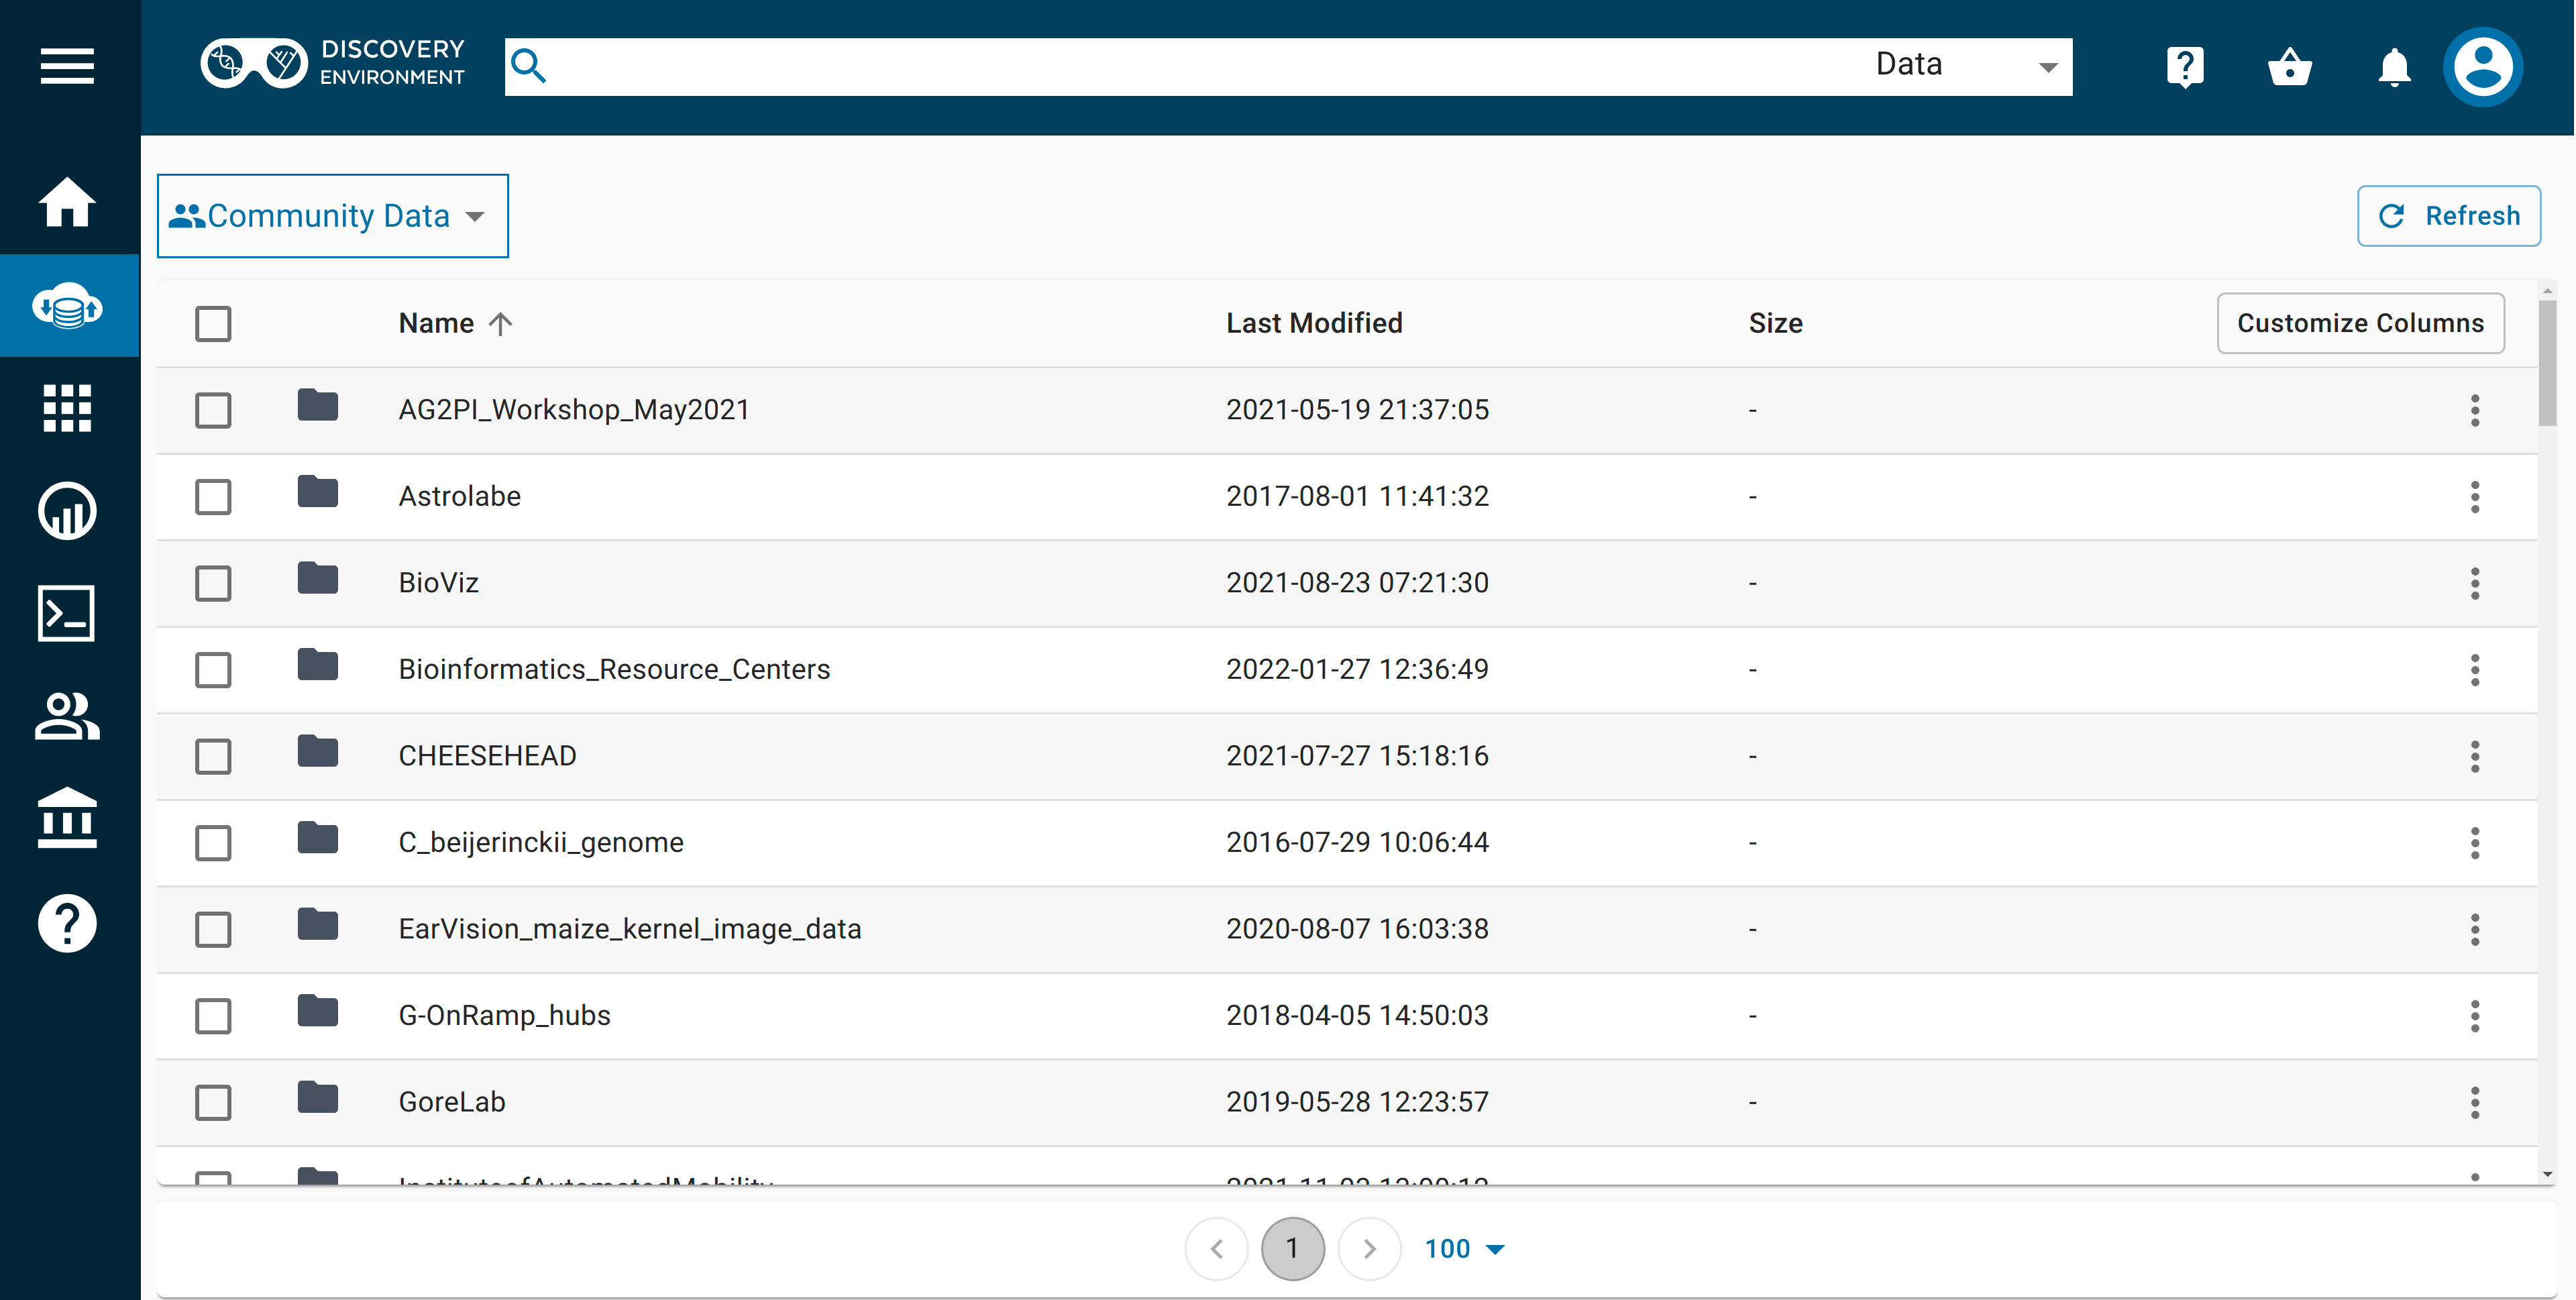 DISCOVERY
ENVIRONMENT
Data
Community Data
Refresh
Name Last Modified Size Customize Columns
AG2PI_Workshop_May2021 2021-05-19 21:37:05 -
Astrolabe 2017-08-01 11:41:32 -
BioViz 2021-08-23 07:21:30 -
Bioinformatics_Resource_Centers 2022-01-27 12:36:49 -
CHEESEHEAD 2021-07-27 15:18:16 -
C_beijerinckii_genome 2016-07-29 10:06:44 -
EarVision_maize_kernel_image_data 2020-08-07 16:03:38 -
G-OnRamp_hubs 2018-04-05 14:50:03 -
GoreLab 2019-05-28 12:23:57 -
InstituteofAutomatedMobility
1 100